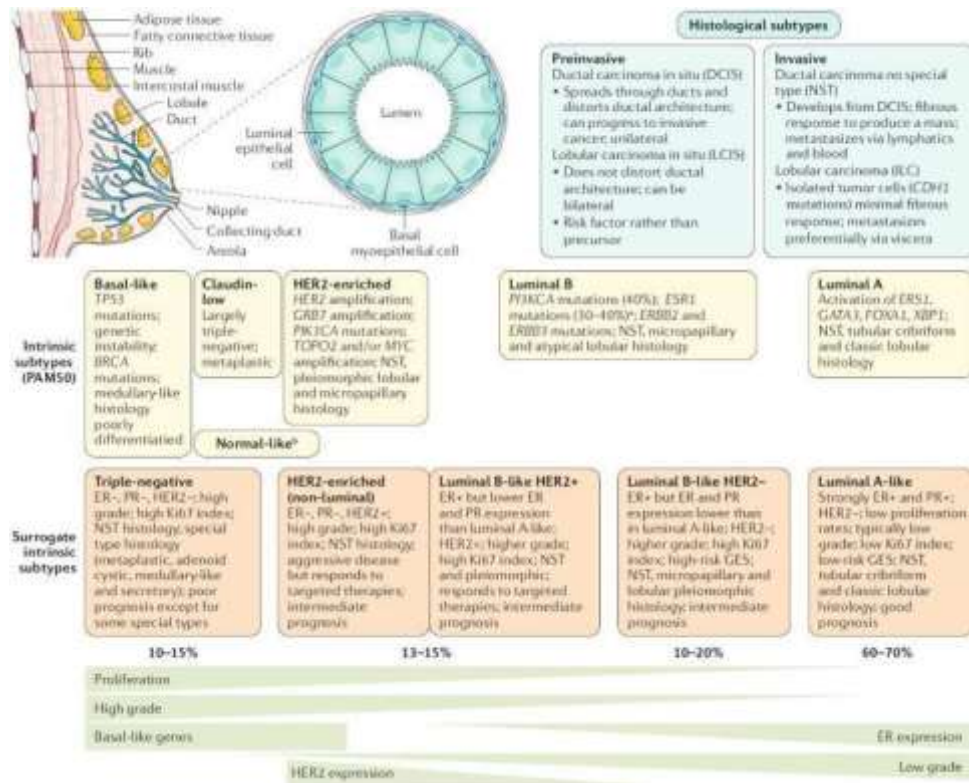 Adipose tissue
Fatty connective tissue
Rib
Muscle
Intercostal muscle
Lobule
Duct
Nipple
Collecting duct
Areola
Luminal
epithelial
cell
Lumen
Basal
myoepithelial cell
Histological subtypes
Preinvasive
Ductal carcinoma in situ (DCIS)
• Spreads through ducts and
distorts ductal architecture;
can progress to invasive
cancer; unilateral
Lobular carcinoma in situ (LCIS)
• Does not distort ductal
architecture; can be
bilateral
• Risk factor rather than
precursor
Invasive
Ductal carcinoma no special
type (NST)
• Develops from DCIS; fibrous
response to produce a mass;
metastasizes via lymphatics
and blood
Lobular carcinoma (ILC)
• Isolated tumor cells (CDH1
mutations) minimal fibrous
response; metastasizes
preferentially via viscera
Intrinsic
subtypes
(PAM50)
Basal-like
TP53
mutations;
genetic
instability;
BRCA
mutations;
medullary-like
histology
poorly
differentiatied
Claudin-
low
Largely
triple-
negative;
metaplastic
HER2-enriched
HER2 amplification;
GRB7 amplification;
PIK3CA mutations;
TOPO2 and/or MYC
amplification; NST,
pleiomorphic lobular
and micropapillary
histology
Normal-like
Luminal B
PI3KCA mutations (40%); ESR1
mutations (30–40%); ERBB2 and
ERBB3 mutations; NST, micropapillary
and atypical lobular histology
Luminal A
Activation of ERS1,
GATA3, FOXA1, XBP1;
NST, tubular cribriform
and classic lobular
histology
Surrogate
intrinsic
subtypes
Triple-negative
ER–, PR–, HER2–; high
grade; high Ki67 index;
NST histology, special
type histology
(metaplastic, adenoid
cystic, medullary-like
and secretory); poor
prognosis except for
some special types
HER2-enriched
(non-luminal)
ER–, PR–, HER2+;
high grade; high Ki67
index; NST histology;
aggressive disease
but responds to
targeted therapies;
intermediate
prognosis
Luminal B-like HER2+
ER+ but lower ER
and PR expression
than luminal A-like;
HER2+; higher grade;
high Ki67 index; NST
and pleiomorphic;
responds to targeted
therapies; intermediate
prognosis
Luminal B-like HER2–
ER+ but ER and PR
expression lower than
in luminal A-like; HER2–;
higher grade; high Ki67
index; high-risk GES;
NST, micropapillary and
lobular pleiomorphic
histology; intermediate
prognosis
Luminal A-like
Strongly ER+ and PR+;
HER2–; low proliferation
rates; typically low
grade; low Ki67 index;
low-risk GES; NST,
tubular cribriform
and classic lobular
histology; good
prognosis
10–15%
13–15%
10–20%
60–70%
Proliferation
High grade
Basal-like genes
ER expression
HER2 expression
Low grade